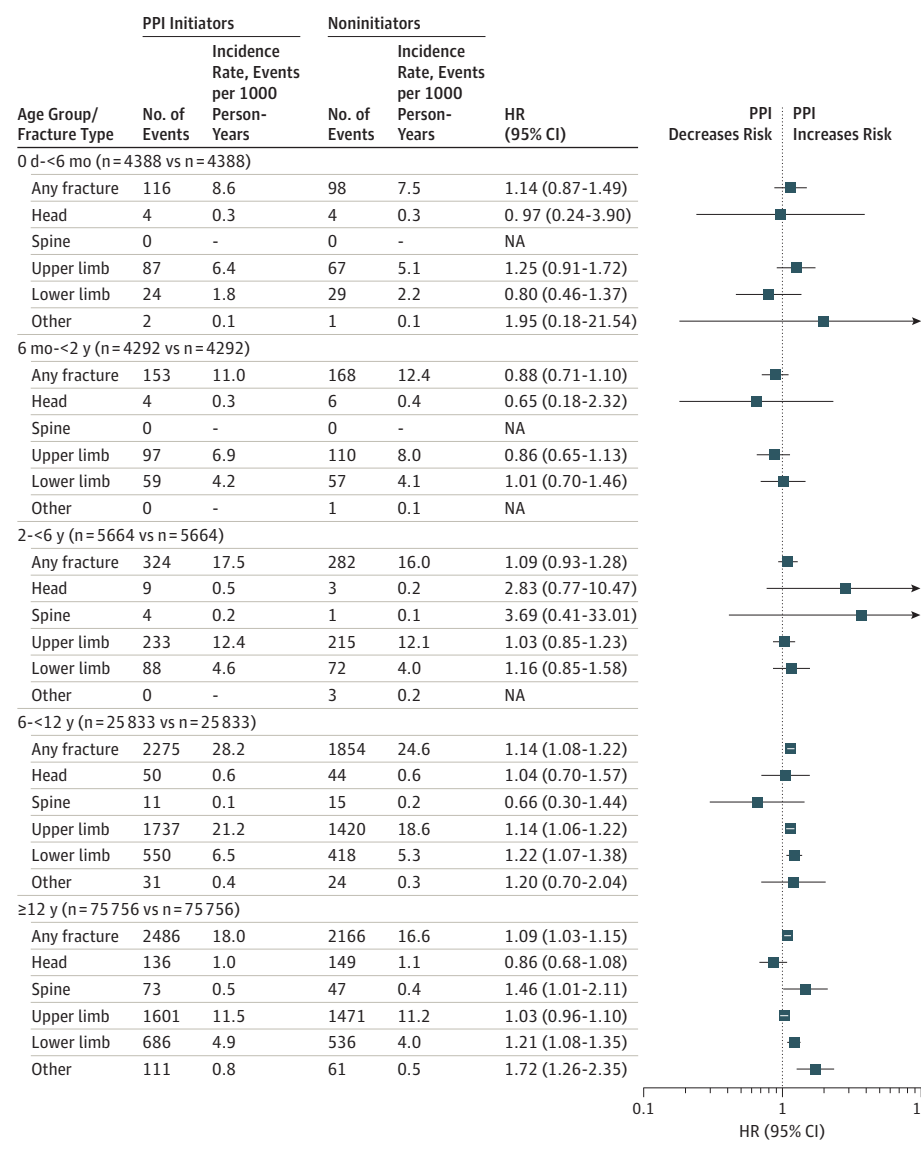 PPI Initiators Noninitiators
Incidence Incidence
Rate, Events Rate, Events
per 1000 per 1000
Age Group/ No. of Person- No. of Person- HR PPI PPI
Fracture Type Events Years Events Years (95% CI) Decreases Risk Increases Risk
0 d-<6 mo (n=4388 vs n=4388)
Any fracture 116 8.6 98 7.5 1.14 (0.87-1.49)
Head 4 0.3 4 0.3 0. 97 (0.24-3.90)
Spine 0 - 0 - NA
Upper limb 87 6.4 67 5.1 1.25 (0.91-1.72)
Lower limb 24 1.8 29 2.2 0.80 (0.46-1.37)
Other 2 0.1 1 0.1 1.95 (0.18-21.54)
6 mo-<2 y (n=4292 vs n=4292)
Any fracture 153 11.0 168 12.4 0.88 (0.71-1.10)
Head 4 0.3 6 0.4 0.65 (0.18-2.32)
Spine 0 - 0 - NA
Upper limb 97 6.9 110 8.0 0.86 (0.65-1.13)
Lower limb 59 4.2 57 4.1 1.01 (0.70-1.46)
Other 0 - 1 0.1 NA
2-<6 y (n=5664 vs n=5664)
Any fracture 324 17.5 282 16.0 1.09 (0.93-1.28)
Head 9 0.5 3 0.2 2.83 (0.77-10.47)
Spine 4 0.2 1 0.1 3.69 (0.41-33.01)
Upper limb 233 12.4 215 12.1 1.03 (0.85-1.23)
Lower limb 88 4.6 72 4.0 1.16 (0.85-1.58)
Other 0 - 3 0.2 NA
6-<12 y (n=25 833 vs n=25 833)
Any fracture 2275 28.2 1854 24.6 1.14 (1.08-1.22)
Head 50 0.6 44 0.6 1.04 (0.70-1.57)
Spine 11 0.1 15 0.2 0.66 (0.30-1.44)
Upper limb 1737 21.2 1420 18.6 1.14 (1.06-1.22)
Lower limb 550 6.5 418 5.3 1.22 (1.07-1.38)
Other 31 0.4 24 0.3 1.20 (0.70-2.04)
≥12 y (n=75 756 vs n=75 756)
Any fracture 2486 18.0 2166 16.6 1.09 (1.03-1.15)
Head 136 1.0 149 1.1 0.86 (0.68-1.08)
Spine 73 0.5 47 0.4 1.46 (1.01-2.11)
Upper limb 1601 11.5 1471 11.2 1.03 (0.96-1.10)
Lower limb 686 4.9 536 4.0 1.21 (1.08-1.35)
Other 111 0.8 61 0.5 1.72 (1.26-2.35)
0.1 1 1
HR (95% CI)